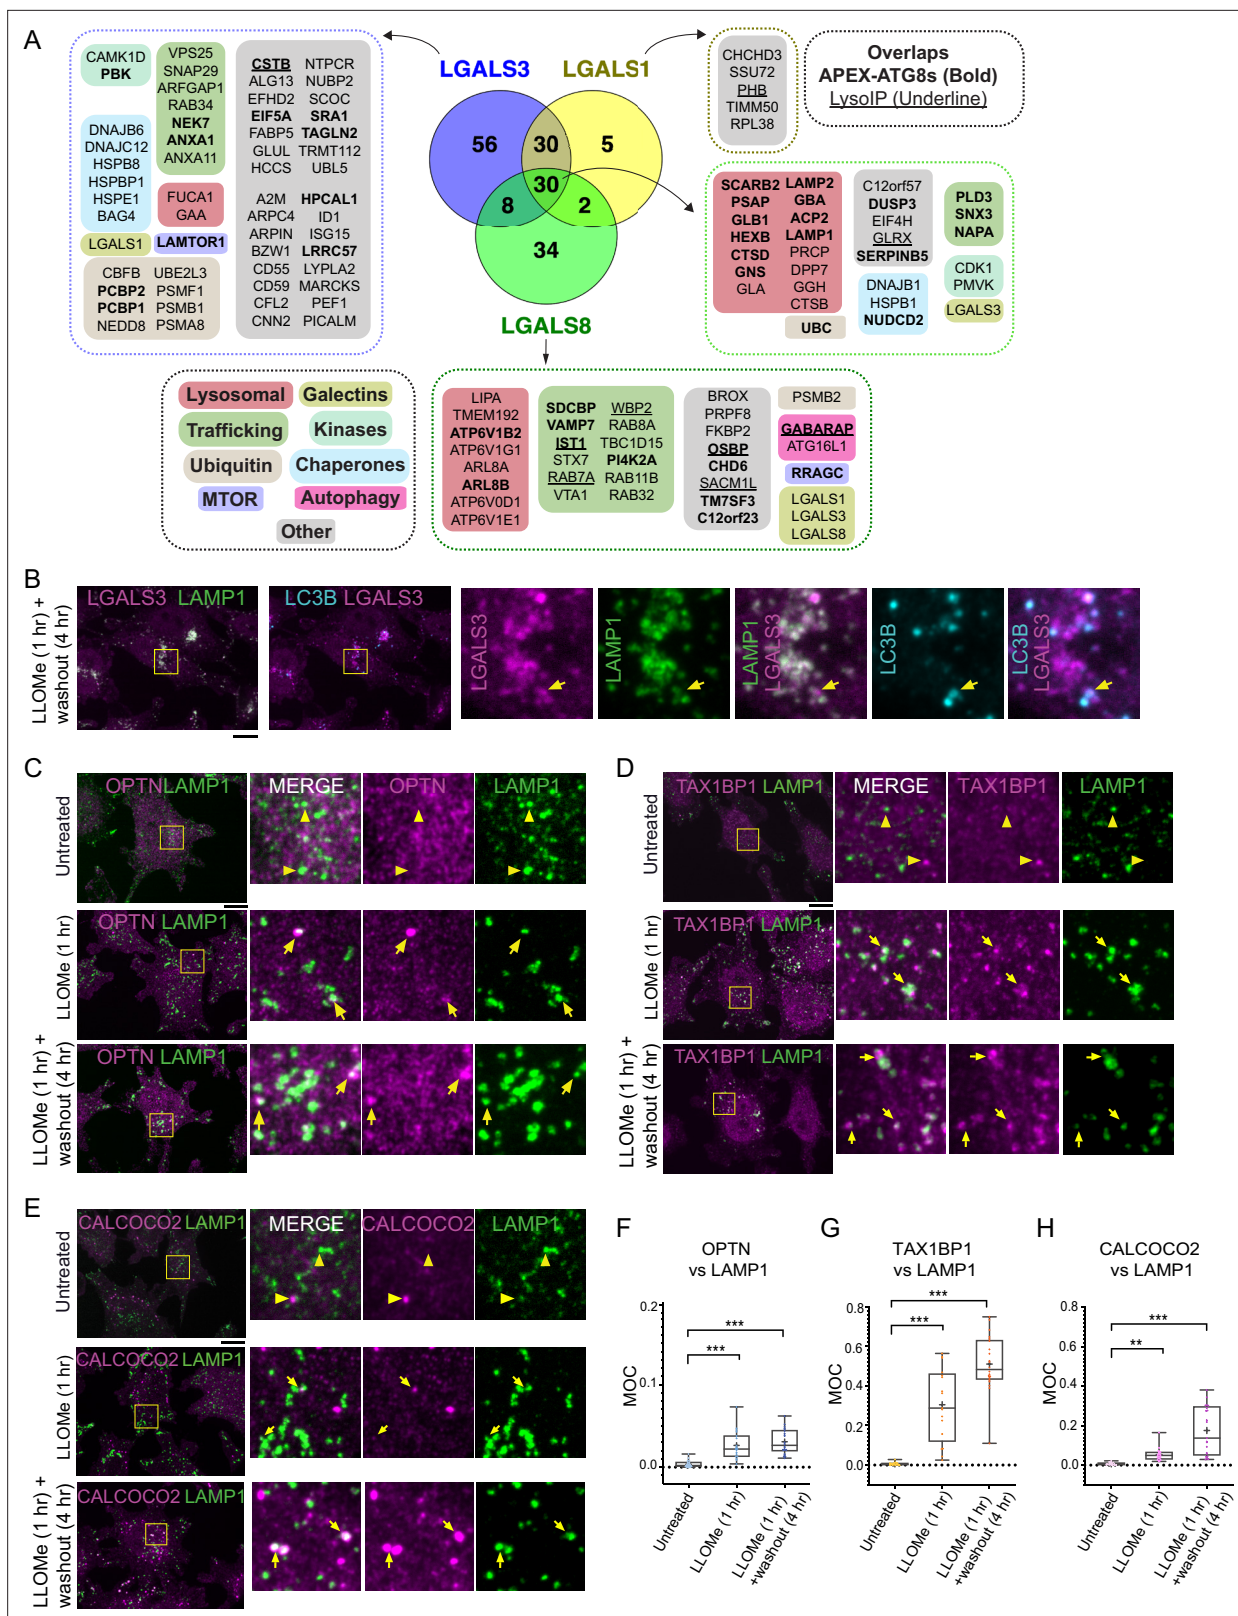 A
CAMK1D
PBK
DNAJB6
DNAJC12
HSPB8
HSPBP1
HSPE1
BAG4
LGALS1
VPS25
SNAP29
ARFGAP1
RAB34
NEK7
ANXA1
ANXA11
FUCA1
GAA
LAMTOR1
CBFB UBE2L3
PCBP2 PSMF1
PCBP1 PSMB1
NEDD8 PSMA8
CSTB NTPCR
ALG13 NUBP2
EFHD2 SCOC
EIF5A SRA1
FABP5 TAGLN2
GLUL TRMT112
HCCS UBL5
A2M HPCAL1
ARPC4 ID1
ARPIN ISG15
BZW1 LRRC57
CD55 LYPLA2
CD59 MARCKS
CFL2 PEF1
CNN2 PICALM
LGALS3 LGALS1
56 30 5
30
8 2
34
LGALS8
CHCHD3
SSU72
PHB
TIMM50
RPL38
Overlaps
APEX-ATG8s (Bold)
LysoIP (Underline)
SCARB2 LAMP2
PSAP GBA
GLB1 ACP2
HEXB LAMP1
CTSD PRCP
GNS DPP7
GLA GGH
CTSB
UBC
C12orf57
DUSP3
EIF4H
GLRX
SERPINB5
DNAJB1
HSPB1
NUDCD2
PLD3
SNX3
NAPA
CDK1
PMVK
LGALS3
Lysosomal Galectins
Trafficking Kinases
Ubiquitin Chaperones
MTOR Autophagy
Other
LIPA
TMEM192
ATP6V1B2
ATP6V1G1
ARL8A
ARL8B
ATP6V0D1
ATP6V1E1
SDCBP WBP2
VAMP7 RAB8A
IST1 TBC1D15
STX7 PI4K2A
RAB7A RAB11B
VTA1 RAB32
BROX
PRPF8
FKBP2
OSBP
CHD6
SACM1L
TM7SF3
C12orf23
PSMB2
GABARAP
ATG16L1
RRAGC
LGALS1
LGALS3
LGALS8
B
LLOMe (1 hr) +
washout (4 hr)
LGALS3 LAMP1
LC3B LGALS3
LGALS3
LAMP1
LAMP1
LGALS3
LC3B
LC3B
LGALS3
C
Untreated
OPTN LAMP1
MERGE
OPTN
LAMP1
LLOMe (1 hr)
OPTN LAMP1
LLOMe (1 hr) +
washout (4 hr)
OPTN LAMP1
D
Untreated
TAX1BP1 LAMP1
MERGE
TAX1BP1
LAMP1
LLOMe (1 hr)
TAX1BP1 LAMP1
LLOMe (1 hr) +
washout (4 hr)
TAX1BP1 LAMP1
E
Untreated
CALCOCO2 LAMP1
MERGE
CALCOCO2
LAMP1
LLOMe (1 hr)
CALCOCO2 LAMP1
LLOMe (1 hr) +
washout (4 hr)
CALCOCO2 LAMP1
F
OPTN
vs LAMP1
MOC
0.2
0.1
0.0
***
***
Untreated
LLOMe (1 hr)
LLOMe (1 hr)
+washout (4 hr)
G
TAX1BP1
vs LAMP1
MOC
0.8
0.6
0.4
0.2
0.0
***
***
Untreated
LLOMe (1 hr)
LLOMe (1 hr)
+washout (4 hr)
H
CALCOCO2
vs LAMP1
MOC
0.8
0.6
0.4
0.2
0.0
***
**
Untreated
LLOMe (1 hr)
LLOMe (1 hr)
+washout (4 hr)